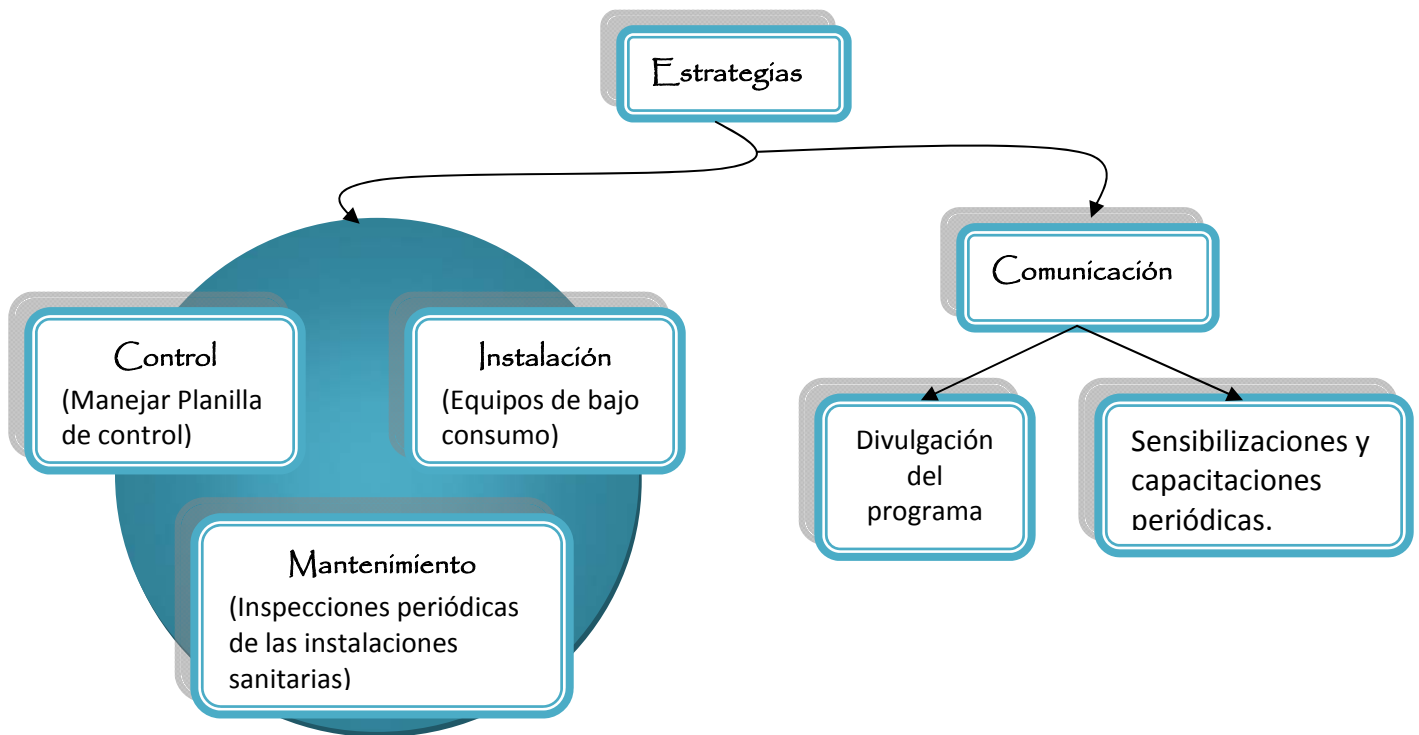 Estrategias
Comunicación
Control
(Manejar Planilla
de control)
Instalación
(Equipos de bajo
consumo)
Mantenimiento
(Inspecciones periódicas
de las instalaciones
sanitarias)
Divulgación
del
programa
Sensibilizaciones y
capacitaciones
periódicas.